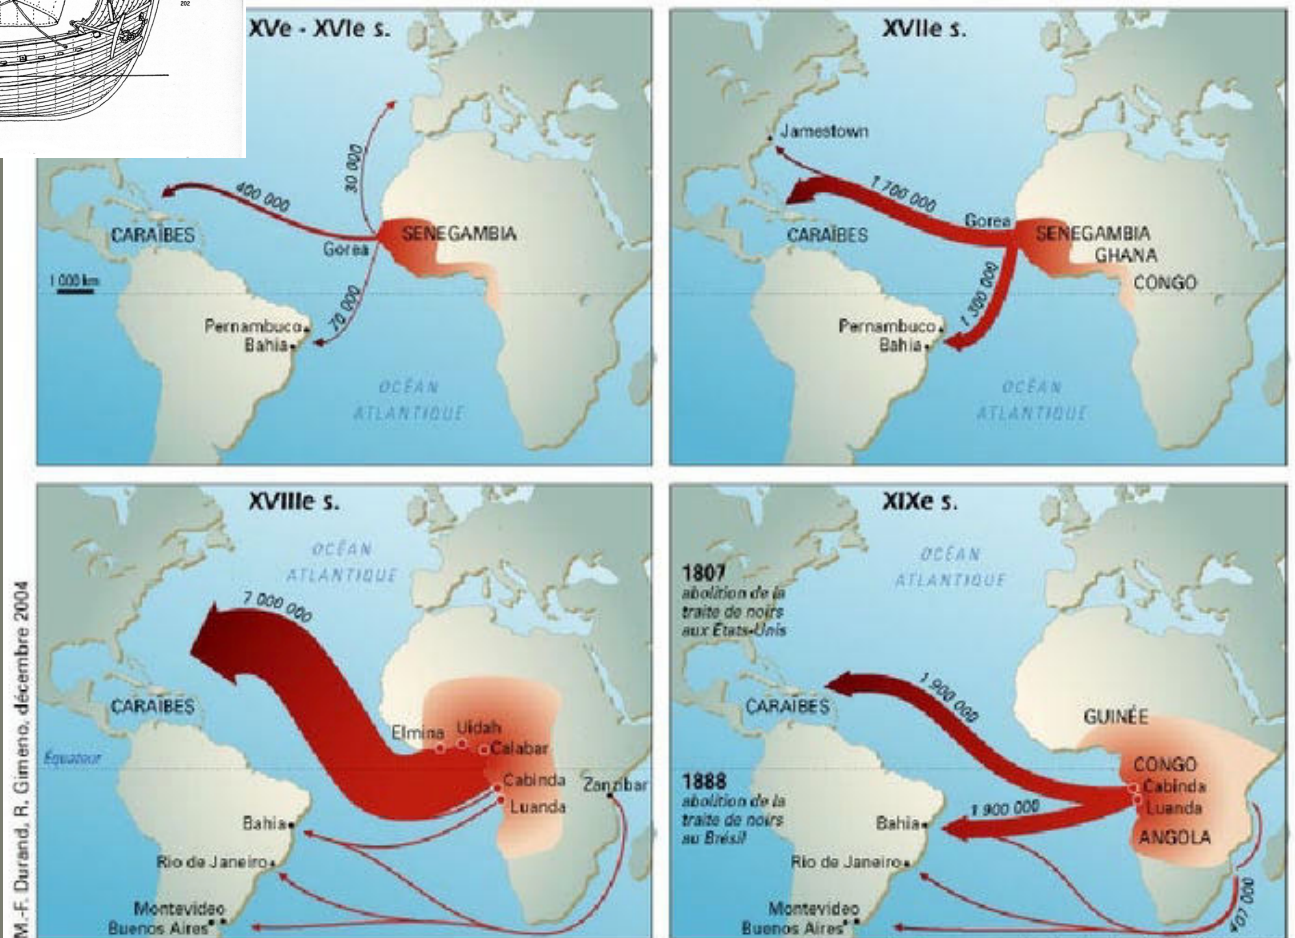 202
XVe - XVIe s.
30 000
400 000
CARAÏBES
Gorea
SENEGAMBIA
1 000 km
70 000
Pernambuco
Bahia
OCÉAN
ATLANTIQUE
XVIIe s.
Jamestown
1 700 000
CARAÏBES
Gorea
SENEGAMBIA
GHANA
CONGO
1 300 000
Pernambuco
Bahia
OCÉAN
ATLANTIQUE
XVIIIe s.
OCÉAN
ATLANTIQUE
7 000 000
CARAÏBES
Elmina
Uidah
Calabar
Équateur
Cabinda
Zanzibar
Luanda
Bahia
Rio de Janeiro
Montevideo
Buenos Aires
XIXe s.
OCÉAN
ATLANTIQUE
1807
abolition de la
traite de noirs
aux États-Unis
1 900 000
CARAÏBES
GUINÉE
CONGO
1888
abolition de la
traite de noirs
au Brésil
Cabinda
Luanda
1 900 000
Bahia
ANGOLA
Rio de Janeiro
Montevideo
Buenos Aires
407 000
M.-F. Durand, R. Gimeno, décembre 2004